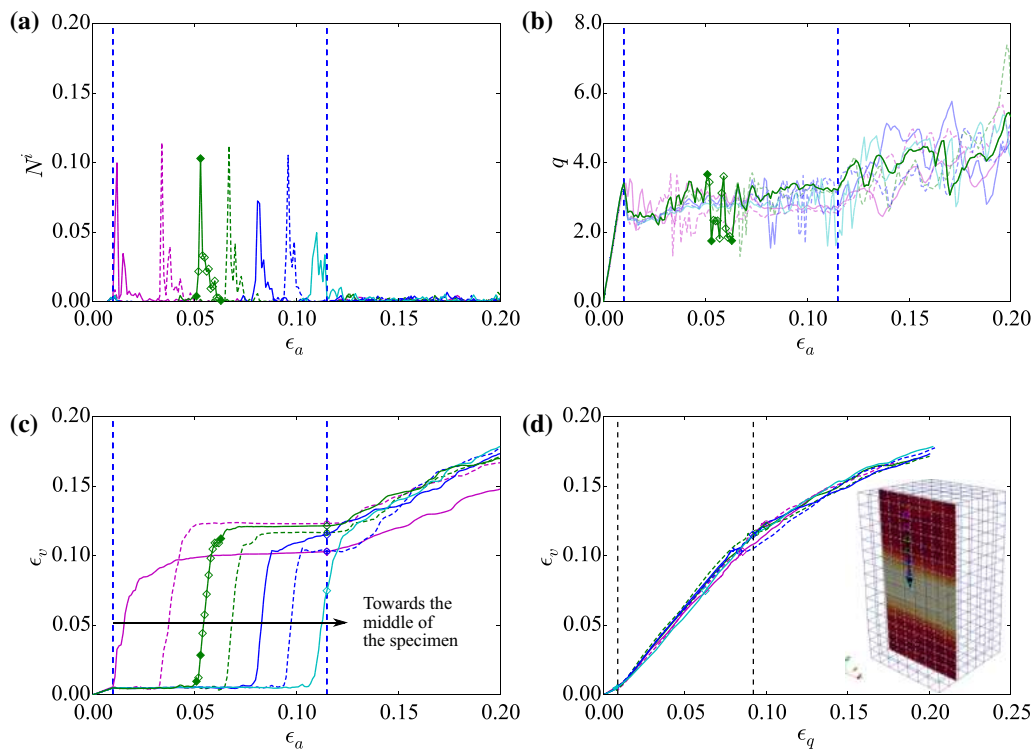 (a)
0.20
0.15
0.10
0.05
0.00
N^i
0.00 0.05 0.10 0.15 0.20
ϵ_a
(b)
8.0
6.0
4.0
2.0
0.0
q
0.00 0.05 0.10 0.15 0.20
ϵ_a
(c)
0.20
0.15
0.10
0.05
0.00
ϵ_v
Towards the
middle of
the specimen
0.00 0.05 0.10 0.15 0.20
ϵ_a
(d)
0.20
0.15
0.10
0.05
0.00
ϵ_v
0.00 0.05 0.10 0.15 0.20 0.25
ϵ_q